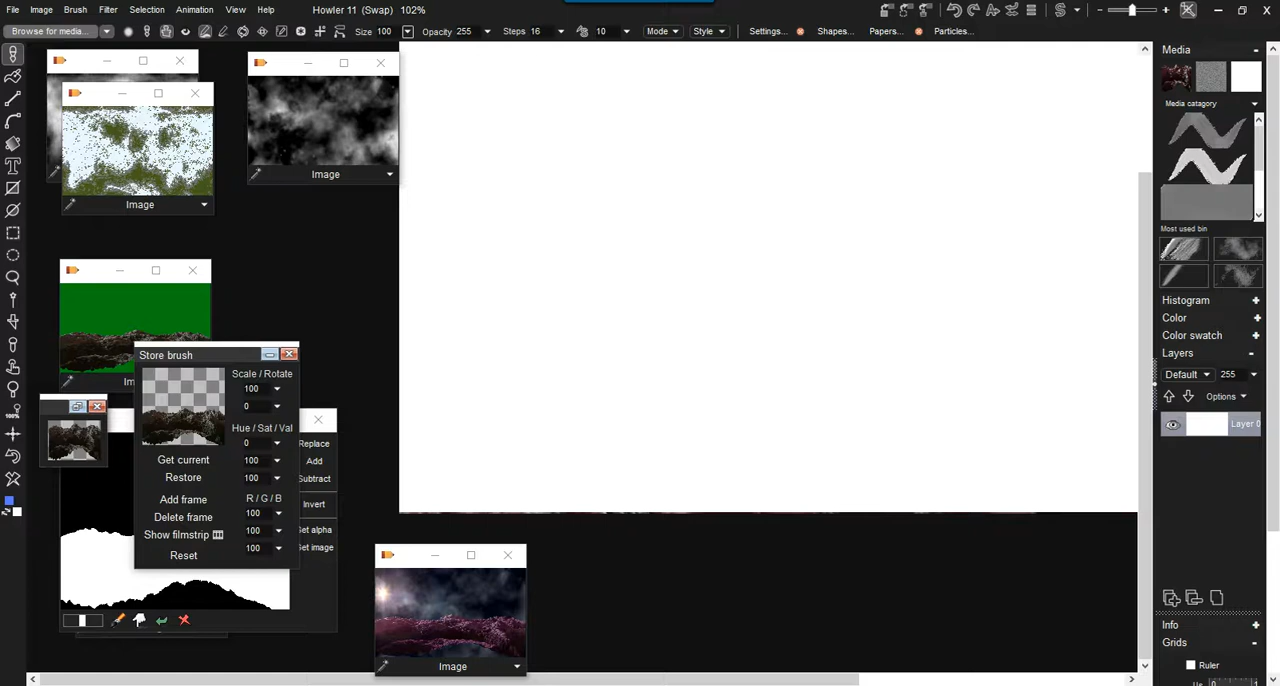 File Image Brush Filter Selection Animation View Help Howler 11 (Swap) 102%
Browse for media... Size 100 Opacity 255 Steps 16 10 Mode Style Settings... Shapes... Papers... Particles...
Media
Media catagory
Most used bin
Histogram
Color
Color swatch
Layers
Default 255
Options
Layer 0
Info
Grids
Ruler
Image
Image
Store brush
Scale / Rotate
100
0
Hue / Sat / Val
0
Get current 100
Restore 100
Add frame R / G / B
Delete frame 100
Show filmstrip 100
Reset 100
Replace
Add
Subtract
Invert
Image
100%